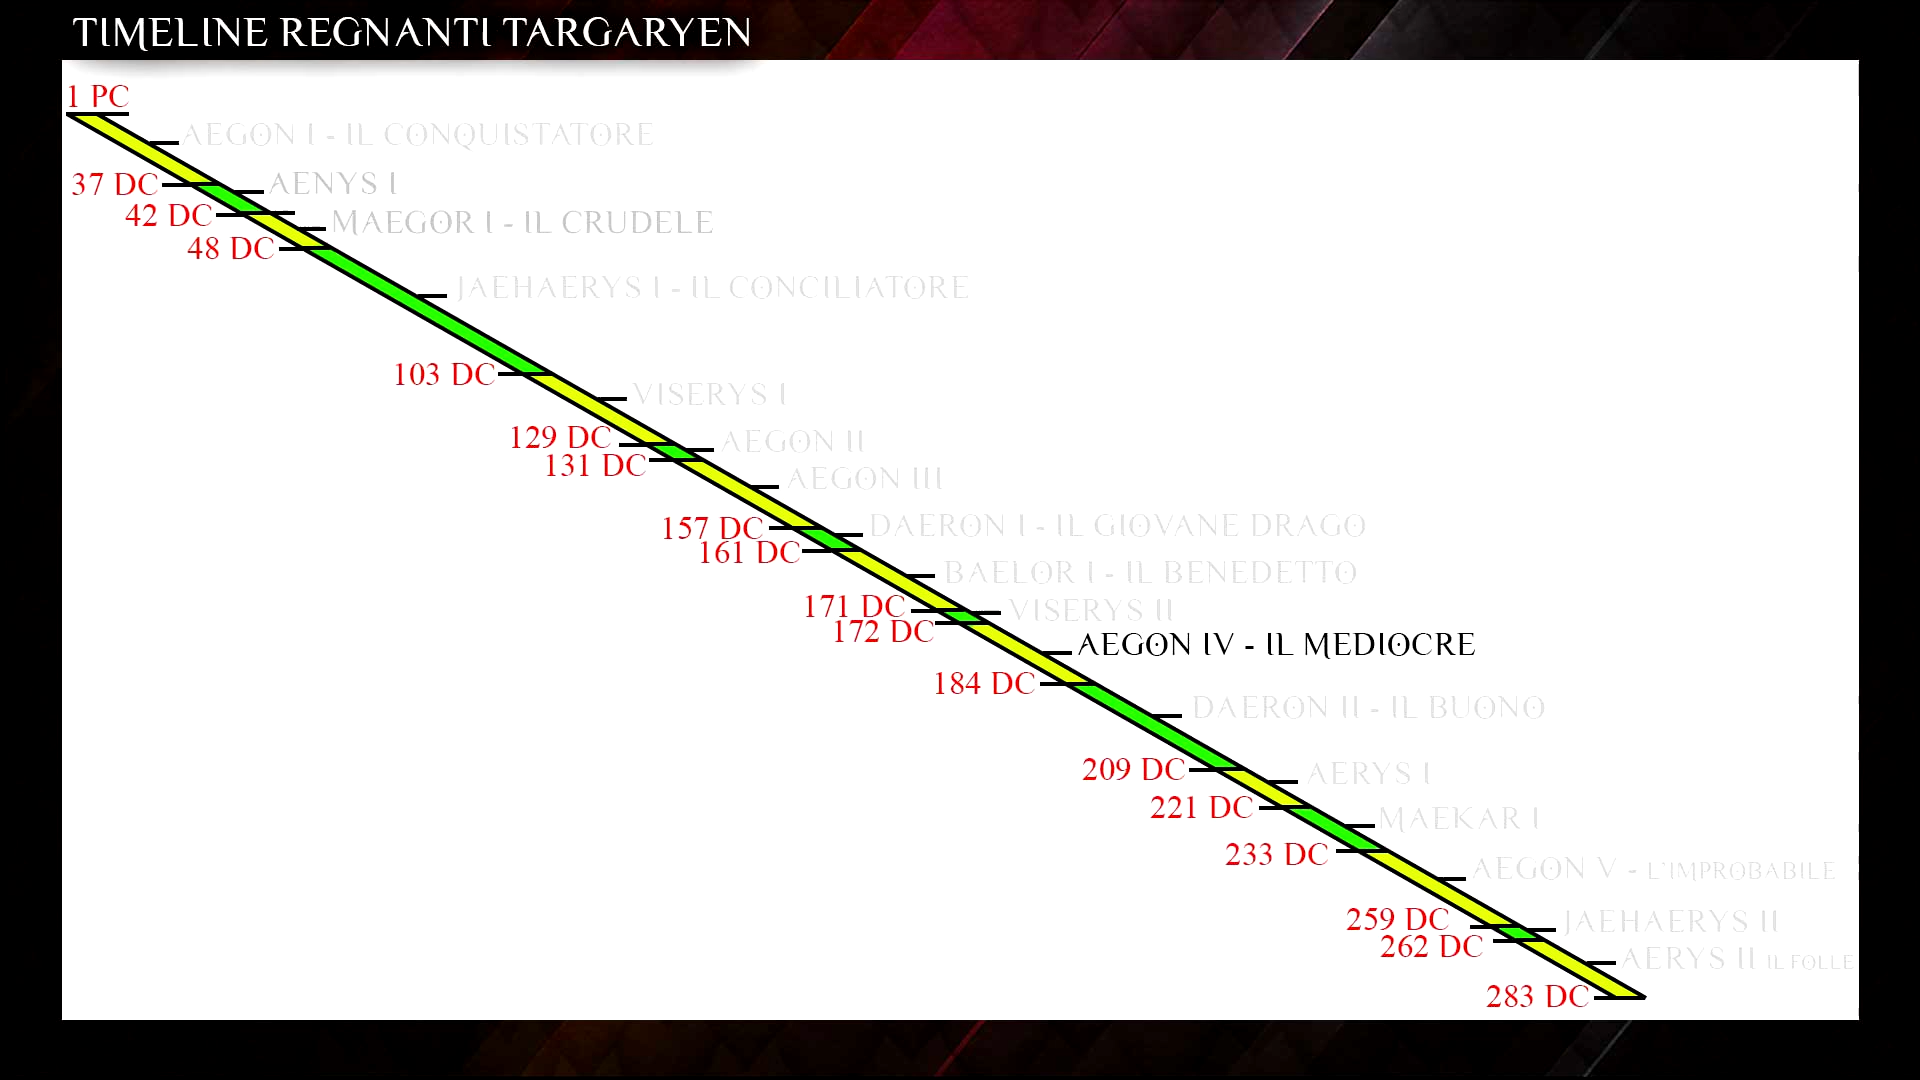 TIMELINE REGNANTI TARGARYEN
1 PC
AEGON I - IL CONQUISTATORE
37 DC
AENYS I
42 DC
MAEGOR I - IL CRUDELE
48 DC
JAEHAERYS I - IL CONCILIATORE
103 DC
VISERYS I
129 DC
AEGON II
131 DC
AEGON III
157 DC
DAERON I - IL GIOVANE DRAGO
161 DC
BAELOR I - IL BENEDETTO
171 DC
VISERYS II
172 DC
AEGON IV - IL MEDIOCRE
184 DC
DAERON II - IL BUONO
209 DC
AERYS I
221 DC
MAEKAR I
233 DC
AEGON V - L'IMPROBABILE
259 DC
JAEHAERYS II
262 DC
AERYS II IL FOLLE
283 DC